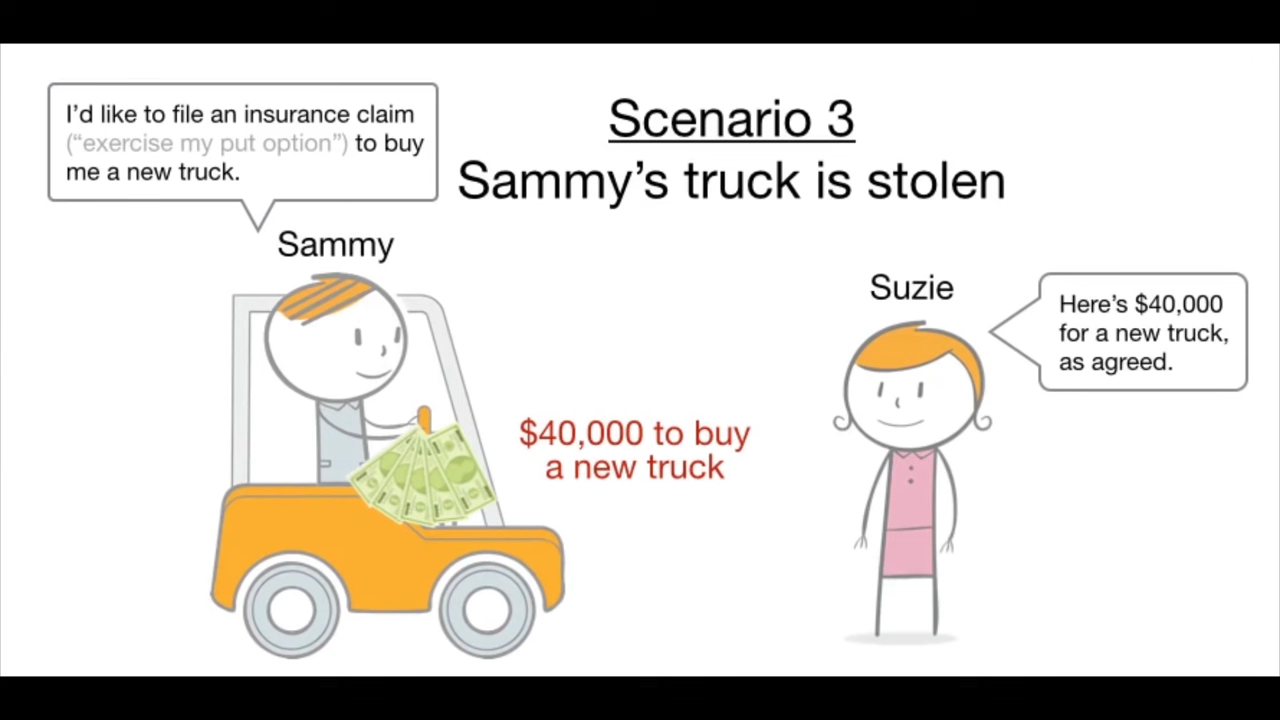 I’d like to file an insurance claim
(“exercise my put option”) to buy
me a new truck.
Scenario 3
Sammy’s truck is stolen
Sammy
Suzie
Here’s $40,000
for a new truck,
as agreed.
$40,000 to buy
a new truck